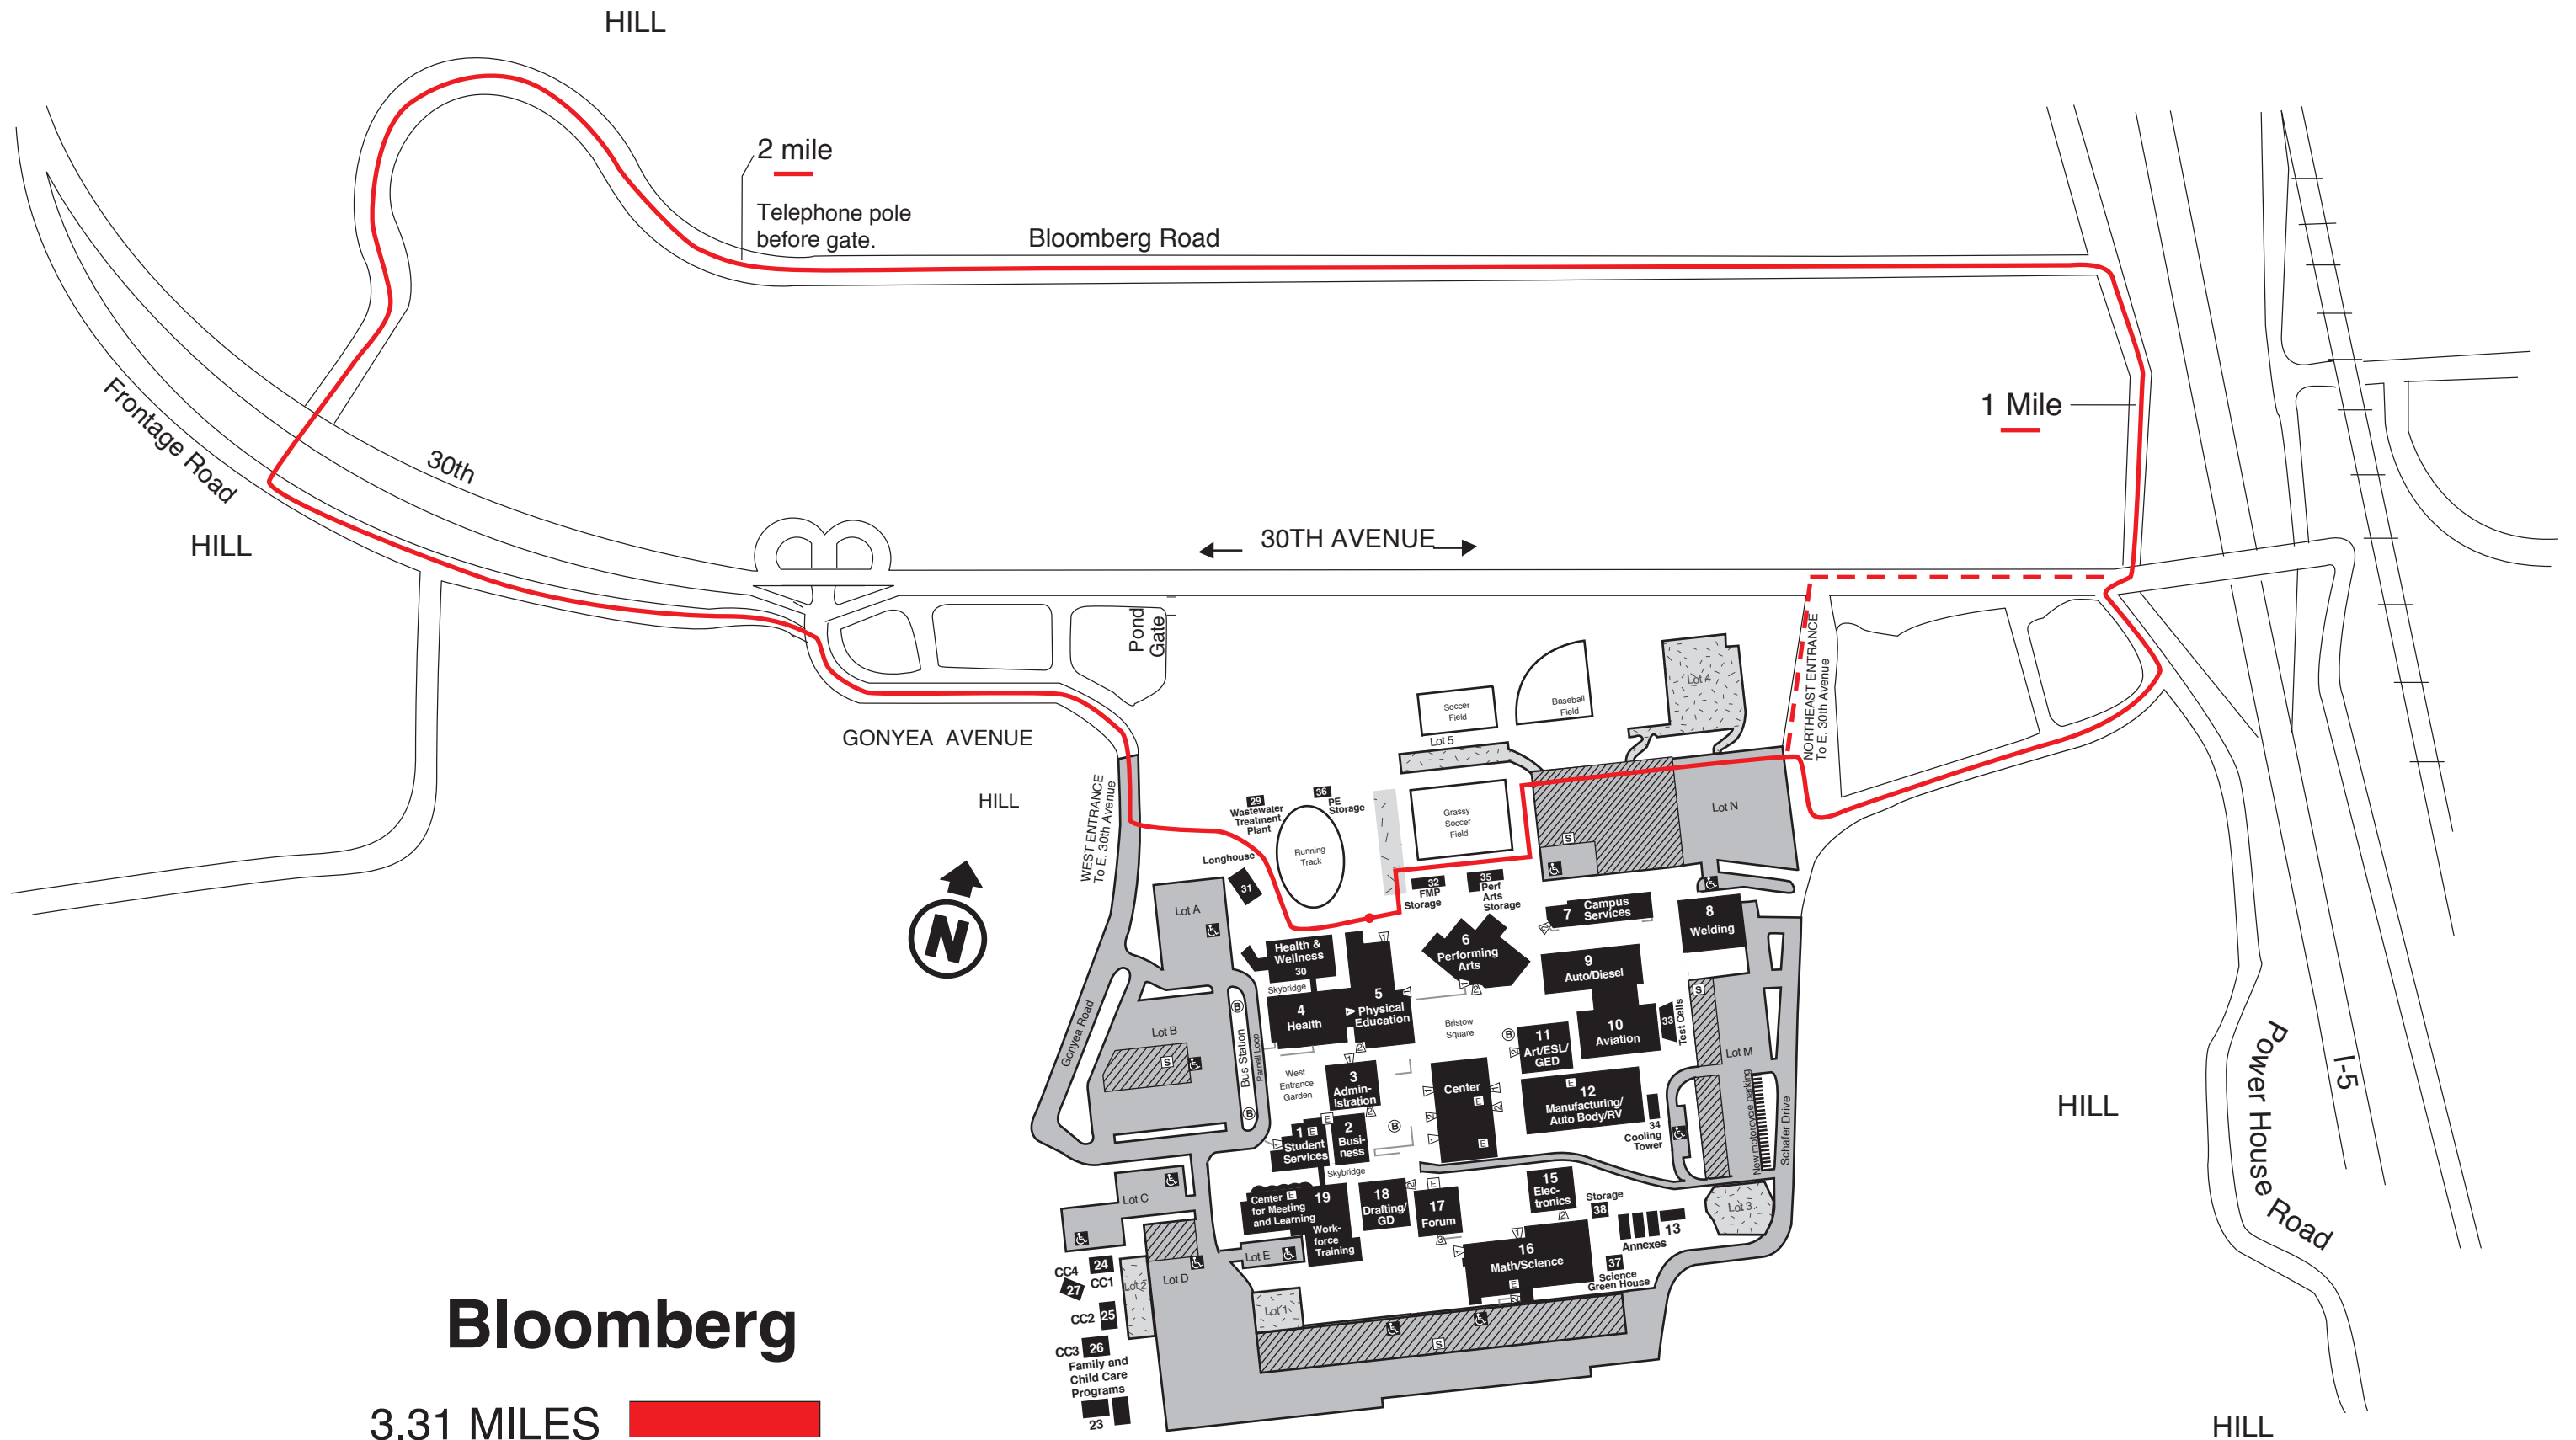 HILL
2 mile
Telephone pole
before gate.
Bloomberg Road
1 Mile
Frontage Road
30th
HILL
30TH AVENUE
Pond
Gate
NORTHEAST ENTRANCE
To E. 30th Avenue
GONYEA AVENUE
HILL
WEST ENTRANCE
To E. 30th Avenue
Soccer
Field
Baseball
Field
Lot 4
Lot 5
Lot N
S
29
Wastewater
Treatment
Plant
36
PE
Storage
Running
Track
Grassy
Soccer
Field
Longhouse
31
32
FMP
Storage
35
Perf
Arts
Storage
N
Lot A
7
Campus
Services
8
Welding
Health &
Wellness
30
Skybridge
6
Performing
Arts
9
Auto/Diesel
5
Physical
Education
4
Health
Bristow
Square
B
11
Art/ESL/
GED
10
Aviation
33
Test Cells
S
Lot M
Gonyea Road
Lot B
S
B
Bus Station
B
Parnell Loop
West
Entrance
Garden
3
Admin-
istration
Center
E
E
E
12
Manufacturing/
Auto Body/RV
34
Cooling
Tower
New motorcycle parking
Schafer Drive
1
E
Student
Services
E
2
Busi-
ness
B
Skybridge
HILL
Power House Road
I-5
Lot C
Center
E
for Meeting
and Learning
19
Work-
force
Training
18
Drafting/
GD
E
17
Forum
15
Elec-
tronics
Storage
38
13
Annexes
Lot 3
Lot E
16
Math/Science
E
37
Science
Green House
CC4
24
27
CC1
Lot 2
Lot D
Lot 1
CC2
25
S
CC3
26
Family and
Child Care
Programs
23
Bloomberg
3.31 MILES
HILL